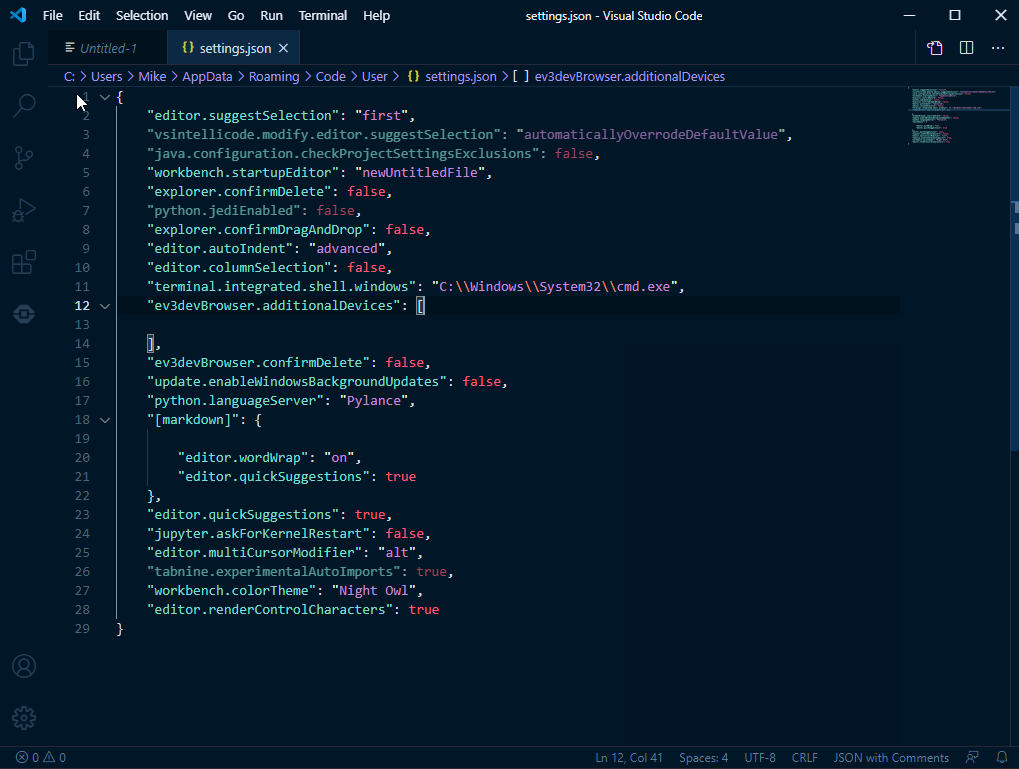 File Edit Selection View Go Run Terminal Help settings.json - Visual Studio Code
Untitled-1 {} settings.json
C: > Users > Mike > AppData > Roaming > Code > User > {} settings.json > [ ] ev3devBrowser.additionalDevices
1 {
2 "editor.suggestSelection": "first",
3 "vsintellicode.modify.editor.suggestSelection": "automaticallyOverrodeDefaultValue",
4 "java.configuration.checkProjectSettingsExclusions": false,
5 "workbench.startupEditor": "newUntitledFile",
6 "explorer.confirmDelete": false,
7 "python.jediEnabled": false,
8 "explorer.confirmDragAndDrop": false,
9 "editor.autoIndent": "advanced",
10 "editor.columnSelection": false,
11 "terminal.integrated.shell.windows": "C:\\Windows\\System32\\cmd.exe",
12 "ev3devBrowser.additionalDevices": [
13
14 ],
15 "ev3devBrowser.confirmDelete": false,
16 "update.enableWindowsBackgroundUpdates": false,
17 "python.languageServer": "Pylance",
18 "[markdown]": {
19
20 "editor.wordWrap": "on",
21 "editor.quickSuggestions": true
22 },
23 "editor.quickSuggestions": true,
24 "jupyter.askForKernelRestart": false,
25 "editor.multiCursorModifier": "alt",
26 "tabnine.experimentalAutoImports": true,
27 "workbench.colorTheme": "Night Owl",
28 "editor.renderControlCharacters": true
29 }
0 0 Ln 12, Col 41 Spaces: 4 UTF-8 CRLF JSON with Comments